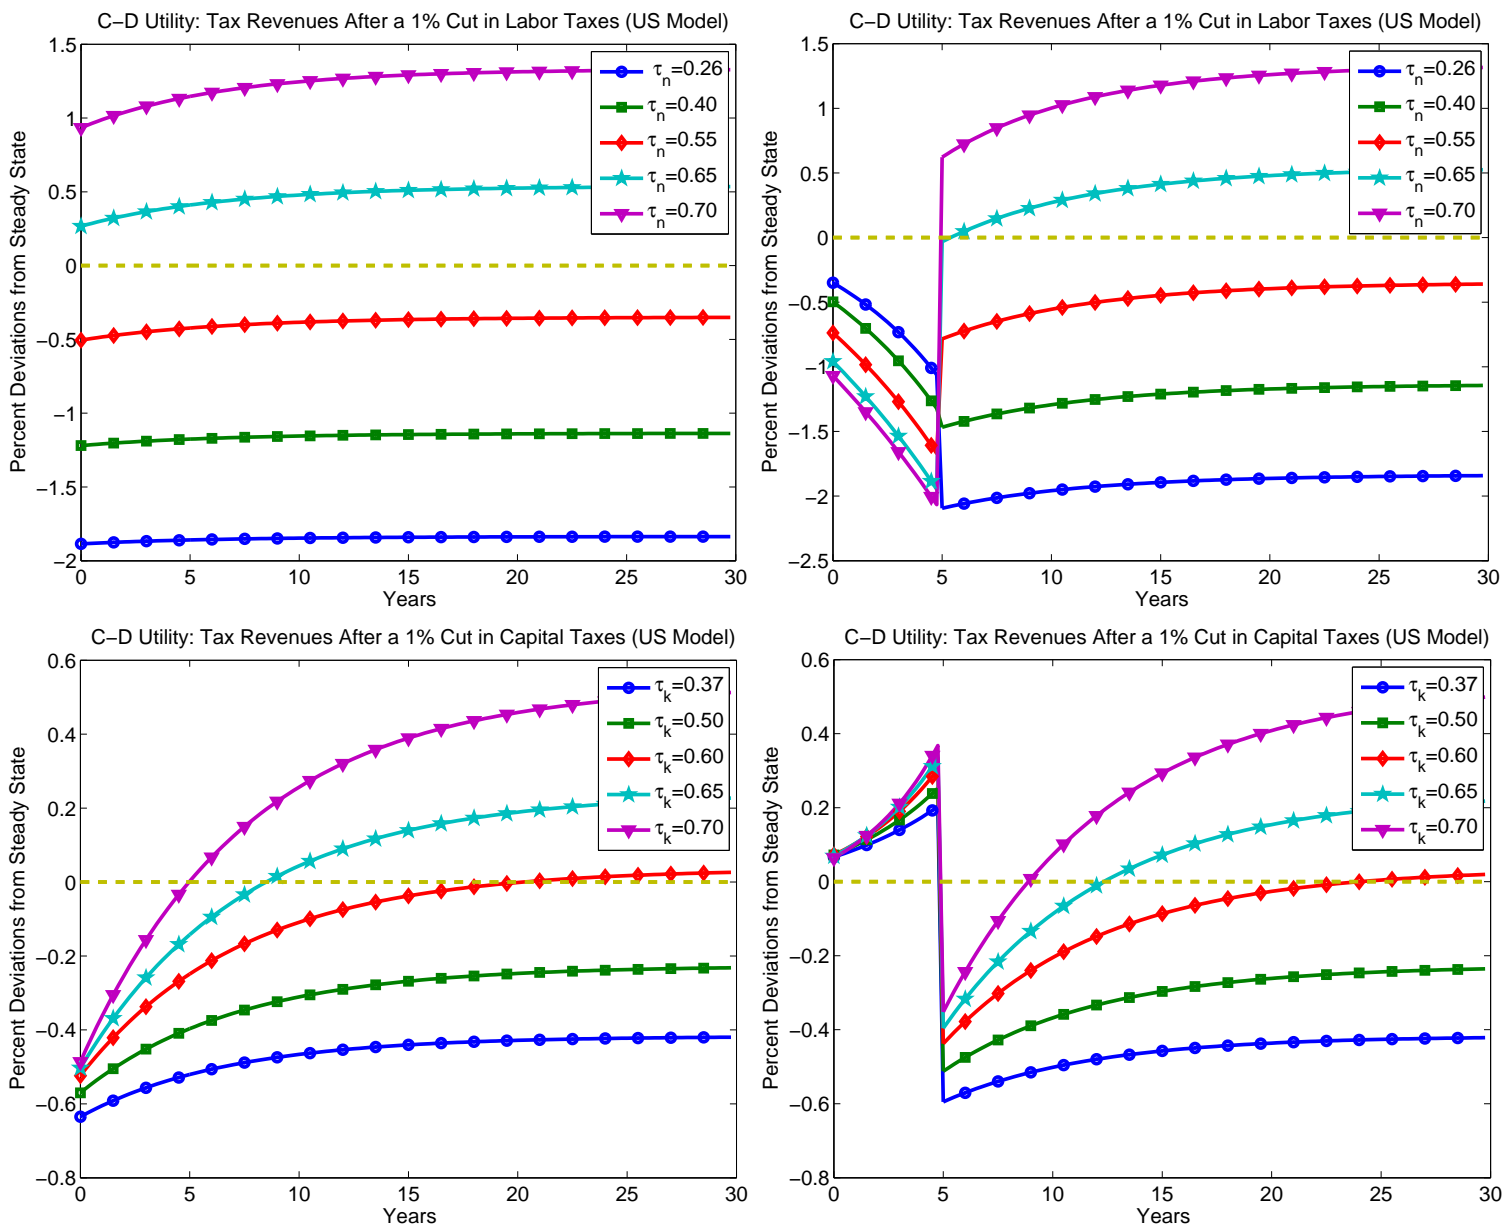 C−D Utility: Tax Revenues After a 1% Cut in Labor Taxes (US Model)
Percent Deviations from Steady State
1.5
1
0.5
0
−0.5
−1
−1.5
−2
0 5 10 15 20 25 30
Years
τn=0.26
τn=0.40
τn=0.55
τn=0.65
τn=0.70
C−D Utility: Tax Revenues After a 1% Cut in Labor Taxes (US Model)
Percent Deviations from Steady State
1.5
1
0.5
0
−0.5
−1
−1.5
−2
−2.5
0 5 10 15 20 25 30
Years
τn=0.26
τn=0.40
τn=0.55
τn=0.65
τn=0.70
C−D Utility: Tax Revenues After a 1% Cut in Capital Taxes (US Model)
Percent Deviations from Steady State
0.6
0.4
0.2
0
−0.2
−0.4
−0.6
−0.8
0 5 10 15 20 25 30
Years
τk=0.37
τk=0.50
τk=0.60
τk=0.65
τk=0.70
C−D Utility: Tax Revenues After a 1% Cut in Capital Taxes (US Model)
Percent Deviations from Steady State
0.6
0.4
0.2
0
−0.2
−0.4
−0.6
−0.8
0 5 10 15 20 25 30
Years
τk=0.37
τk=0.50
τk=0.60
τk=0.65
τk=0.70